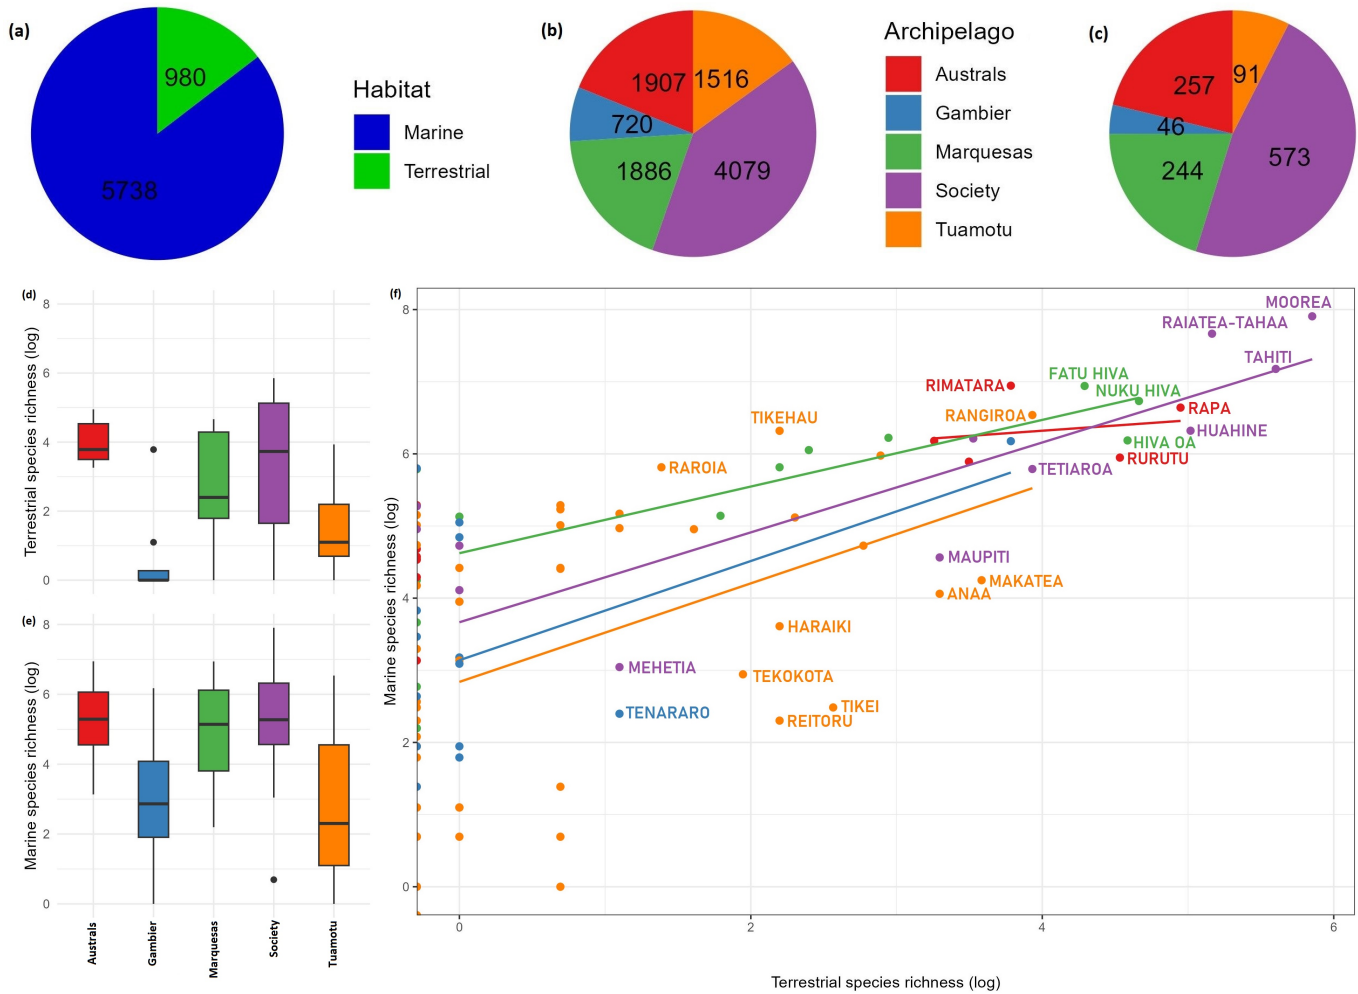 (a)
980
5738
Habitat
Marine
Terrestrial
(b)
1907
1516
720
1886
4079
Archipelago
Australs
Gambier
Marquesas
Society
Tuamotu
(c)
257
91
46
244
573
(d)
Terrestrial species richness (log)
8
6
4
2
0
(e)
Marine species richness (log)
8
6
4
2
0
Australs
Gambier
Marquesas
Society
Tuamotu
(f)
Marine species richness (log)
8
6
4
2
0
MOOREA
RAIATEA-TAHAA
TAHITI
FATU HIVA
RIMATARA
NUKU HIVA
RAPA
RANGIROA
TIKEHAU
HUAHINE
HIVA OA
RURUTU
RAROIA
TETIAROA
MAUPITI
MAKATEA
ANAA
HARAIKI
MEHETIA
TEKOKOTA
TENARARO
TIKEI
REITORU
0
2
4
6
Terrestrial species richness (log)